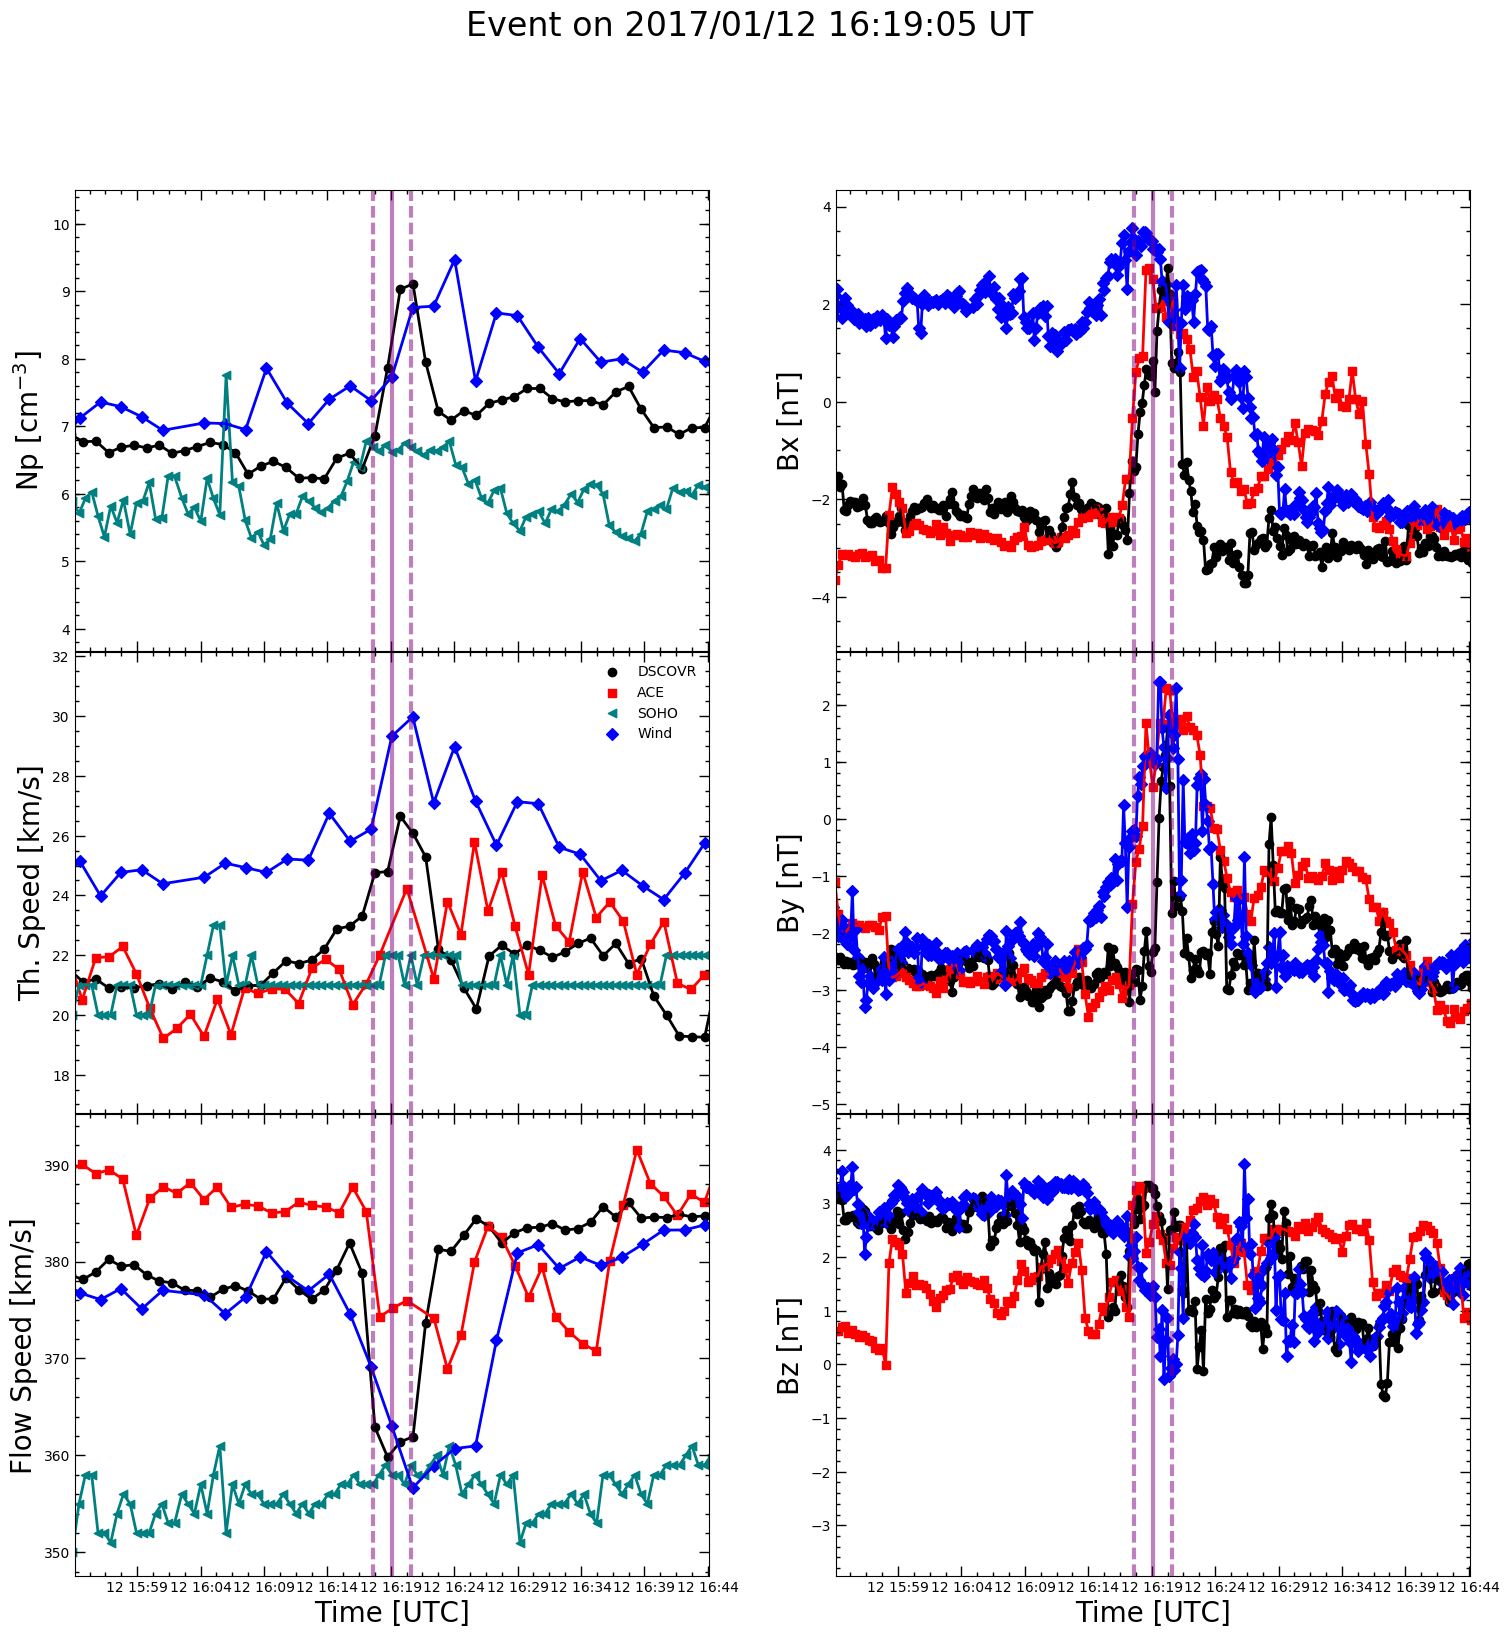 Event on 2017/01/12 16:19:05 UT
Np [cm⁻³]
10
9
8
7
6
5
4
Th. Speed [km/s]
32
30
28
26
24
22
20
18
DSCOVR
ACE
SOHO
Wind
Flow Speed [km/s]
390
380
370
360
350
12 15:59 12 16:04 12 16:09 12 16:14 12 16:19 12 16:24 12 16:29 12 16:34 12 16:39 12 16:44
Time [UTC]
Bx [nT]
4
2
0
−2
−4
By [nT]
2
1
0
−1
−2
−3
−4
−5
Bz [nT]
4
3
2
1
0
−1
−2
−3
12 15:59 12 16:04 12 16:09 12 16:14 12 16:19 12 16:24 12 16:29 12 16:34 12 16:39 12 16:44
Time [UTC]